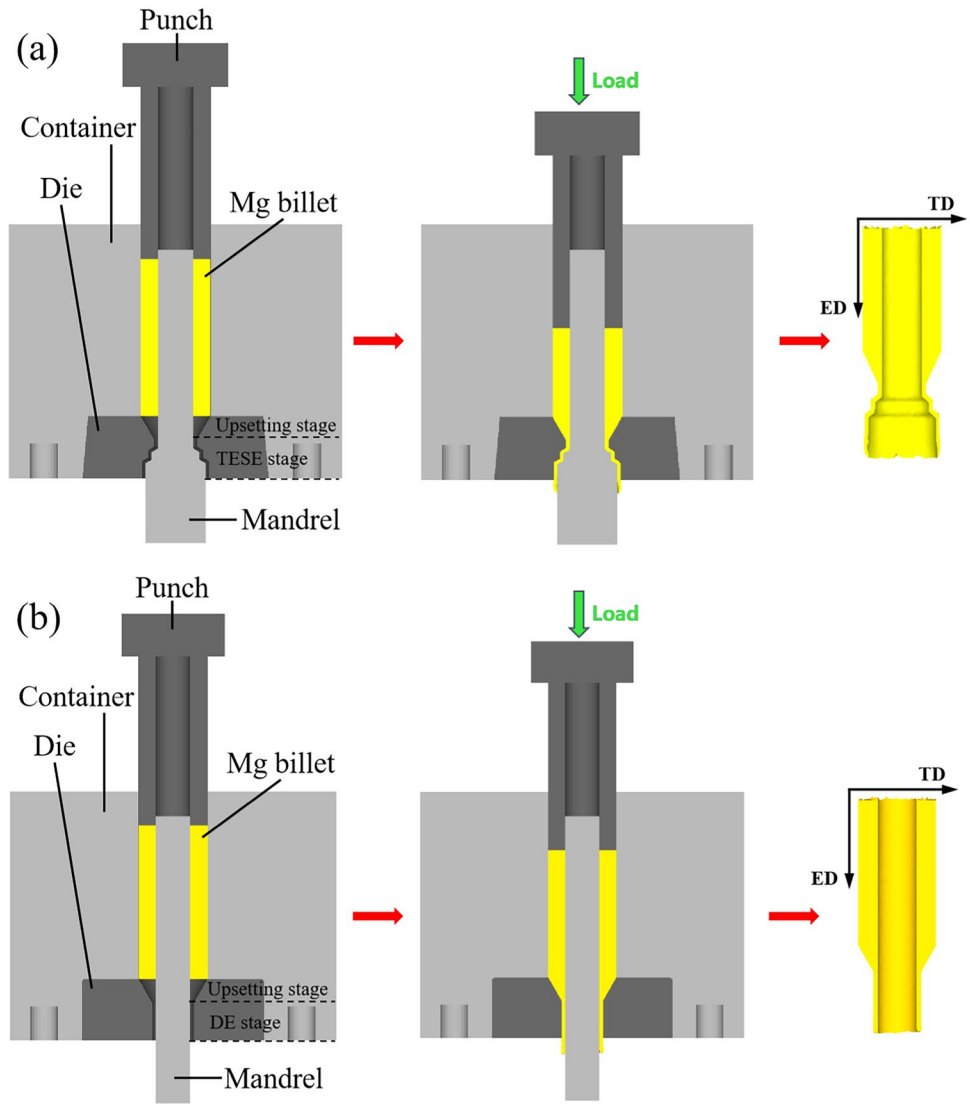 (a)
Punch
Load
Container
Die
Mg billet
TD
ED
Upsetting stage
TESE stage
Mandrel
(b)
Punch
Load
Container
Die
Mg billet
TD
ED
Upsetting stage
DE stage
Mandrel